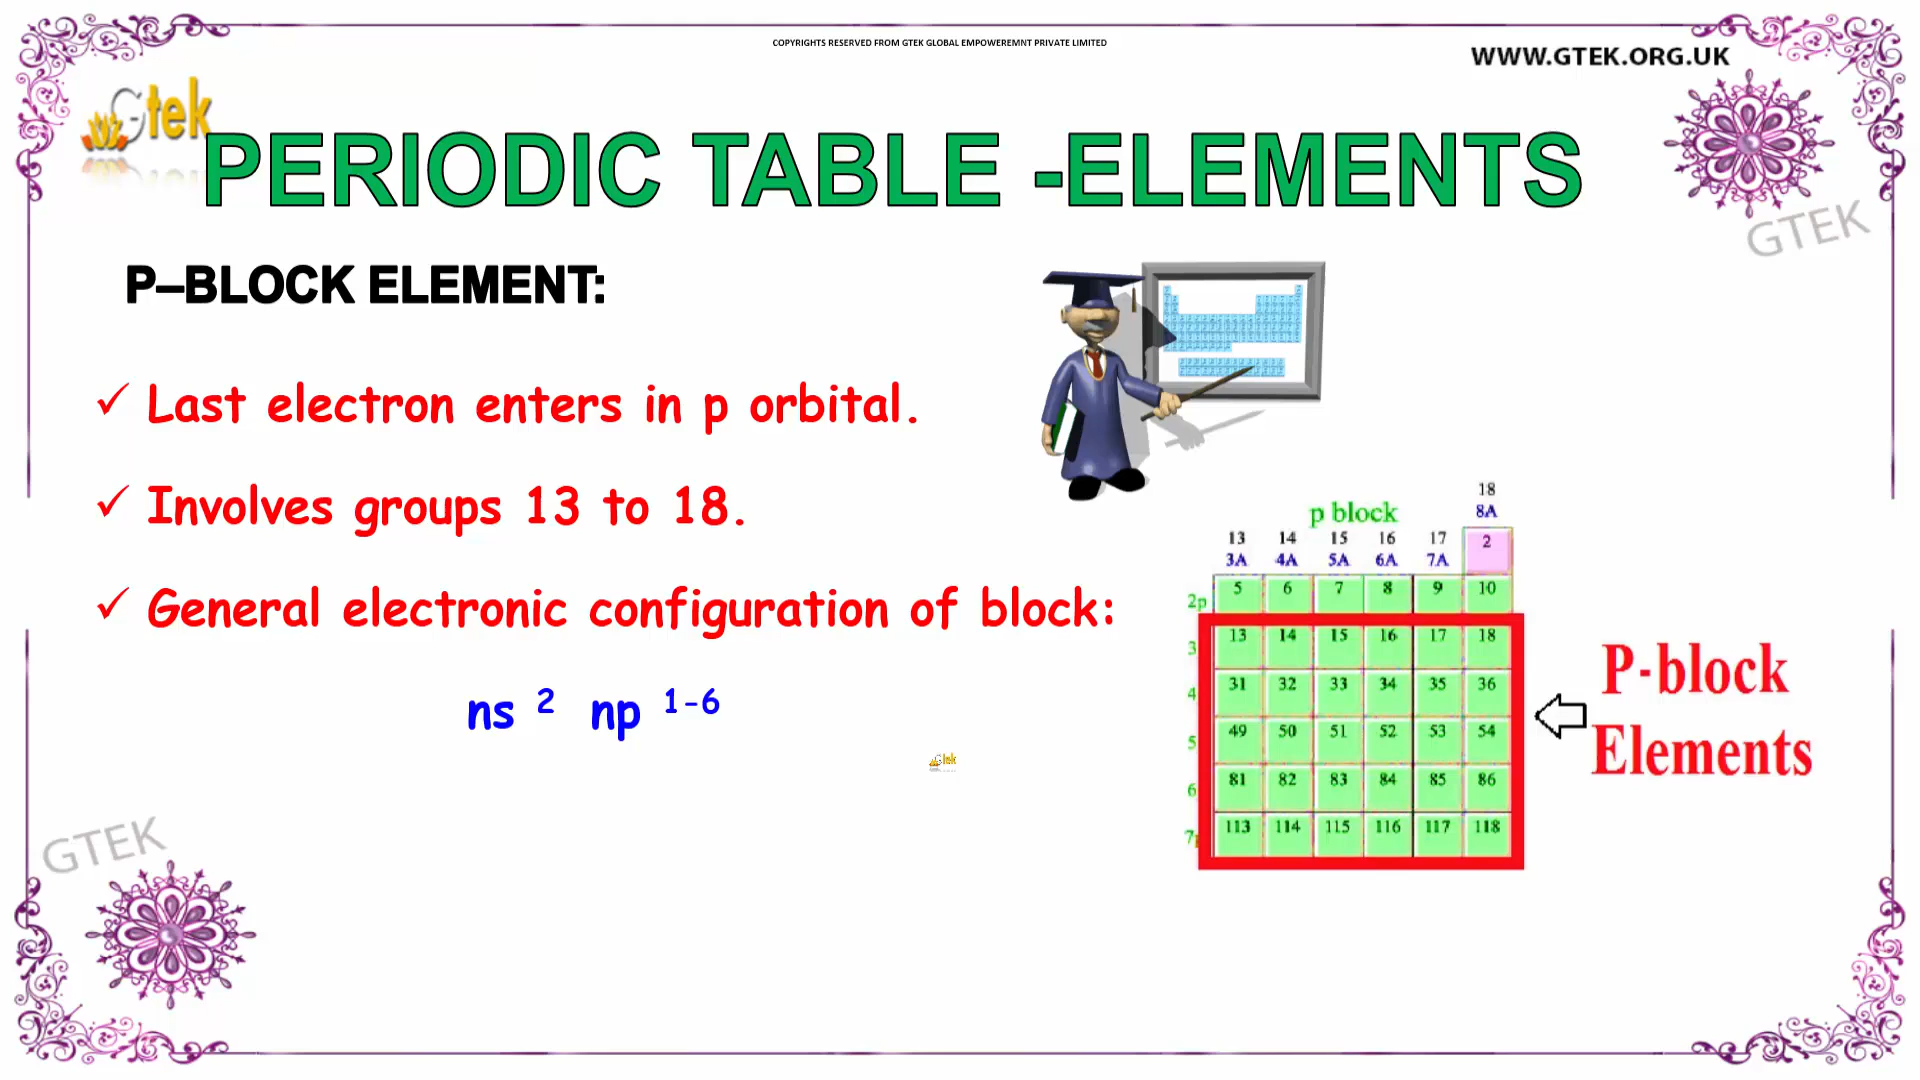 COPYRIGHTS RESERVED FROM GTEK GLOBAL EMPOWEREMNT PRIVATE LIMITED
WWW.GTEK.ORG.UK
Gtek
PERIODIC TABLE -ELEMENTS
GTEK
P–BLOCK ELEMENT:
✓ Last electron enters in p orbital.
✓ Involves groups 13 to 18.
✓ General electronic configuration of block:
ns 2 np 1-6
Gtek
18
p block 8A
13 14 15 16 17
3A 4A 5A 6A 7A
2
2p 5 6 7 8 9 10
3 13 14 15 16 17 18
4 31 32 33 34 35 36
5 49 50 51 52 53 54
6 81 82 83 84 85 86
7p 113 114 115 116 117 118
P-block
Elements
GTEK